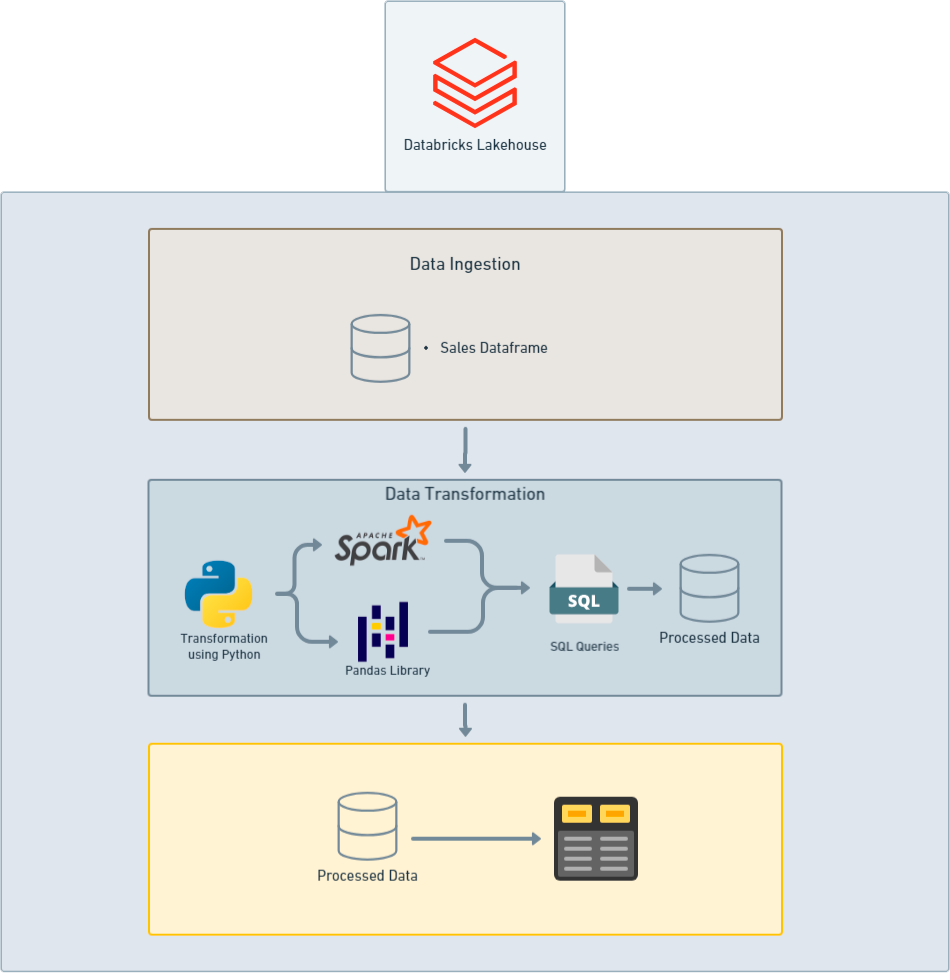 Databricks Lakehouse
Data Ingestion
• Sales Dataframe
Data Transformation
APACHE
Spark™
Transformation
using Python
Pandas Library
SQL
SQL Queries
Processed Data
Processed Data